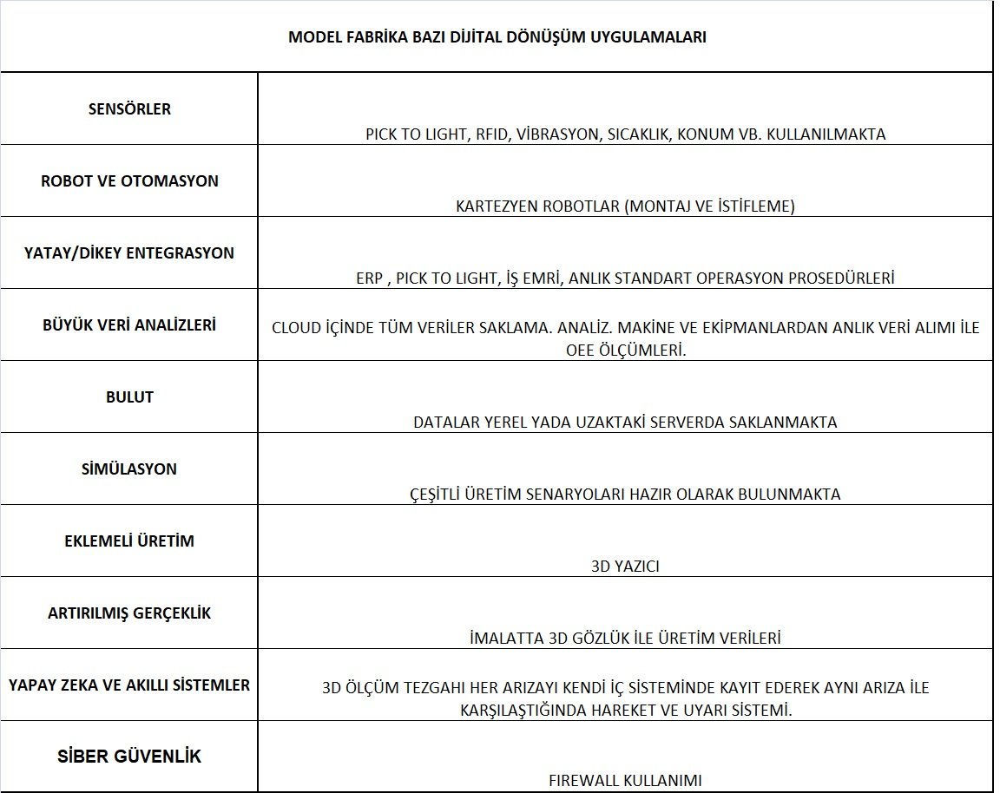 MODEL FABRİKA BAZI DİJİTAL DÖNÜŞÜM UYGULAMALARI
SENSÖRLER
PICK TO LIGHT, RFID, VİBRASYON, SICAKLIK, KONUM VB. KULLANILMAKTA
ROBOT VE OTOMASYON
KARTEZYEN ROBOTLAR (MONTAJ VE İSTİFLEME)
YATAY/DİKEY ENTEGRASYON
ERP , PICK TO LIGHT, İŞ EMRİ, ANLIK STANDART OPERASYON PROSEDÜRLERİ
BÜYÜK VERİ ANALİZLERİ
CLOUD İÇİNDE TÜM VERİLER SAKLAMA. ANALİZ. MAKİNE VE EKİPMANLARDAN ANLIK VERİ ALIMI İLE
OEE ÖLÇÜMLERİ.
BULUT
DATALAR YEREL YADA UZAKTAKİ SERVERDA SAKLANMAKTA
SİMÜLASYON
ÇEŞİTLİ ÜRETİM SENARYOLARI HAZIR OLARAK BULUNMAKTA
EKLEMELİ ÜRETİM
3D YAZICI
ARTIRILMIŞ GERÇEKLİK
İMALATTA 3D GÖZLÜK İLE ÜRETİM VERİLERİ
YAPAY ZEKA VE AKILLI SİSTEMLER
3D ÖLÇÜM TEZGAHI HER ARIZAYI KENDİ İÇ SİSTEMİNDE KAYIT EDEREK AYNI ARIZA İLE
KARŞILAŞTIĞINDA HAREKET VE UYARI SİSTEMİ.
SİBER GÜVENLİK
FIREWALL KULLANIMI